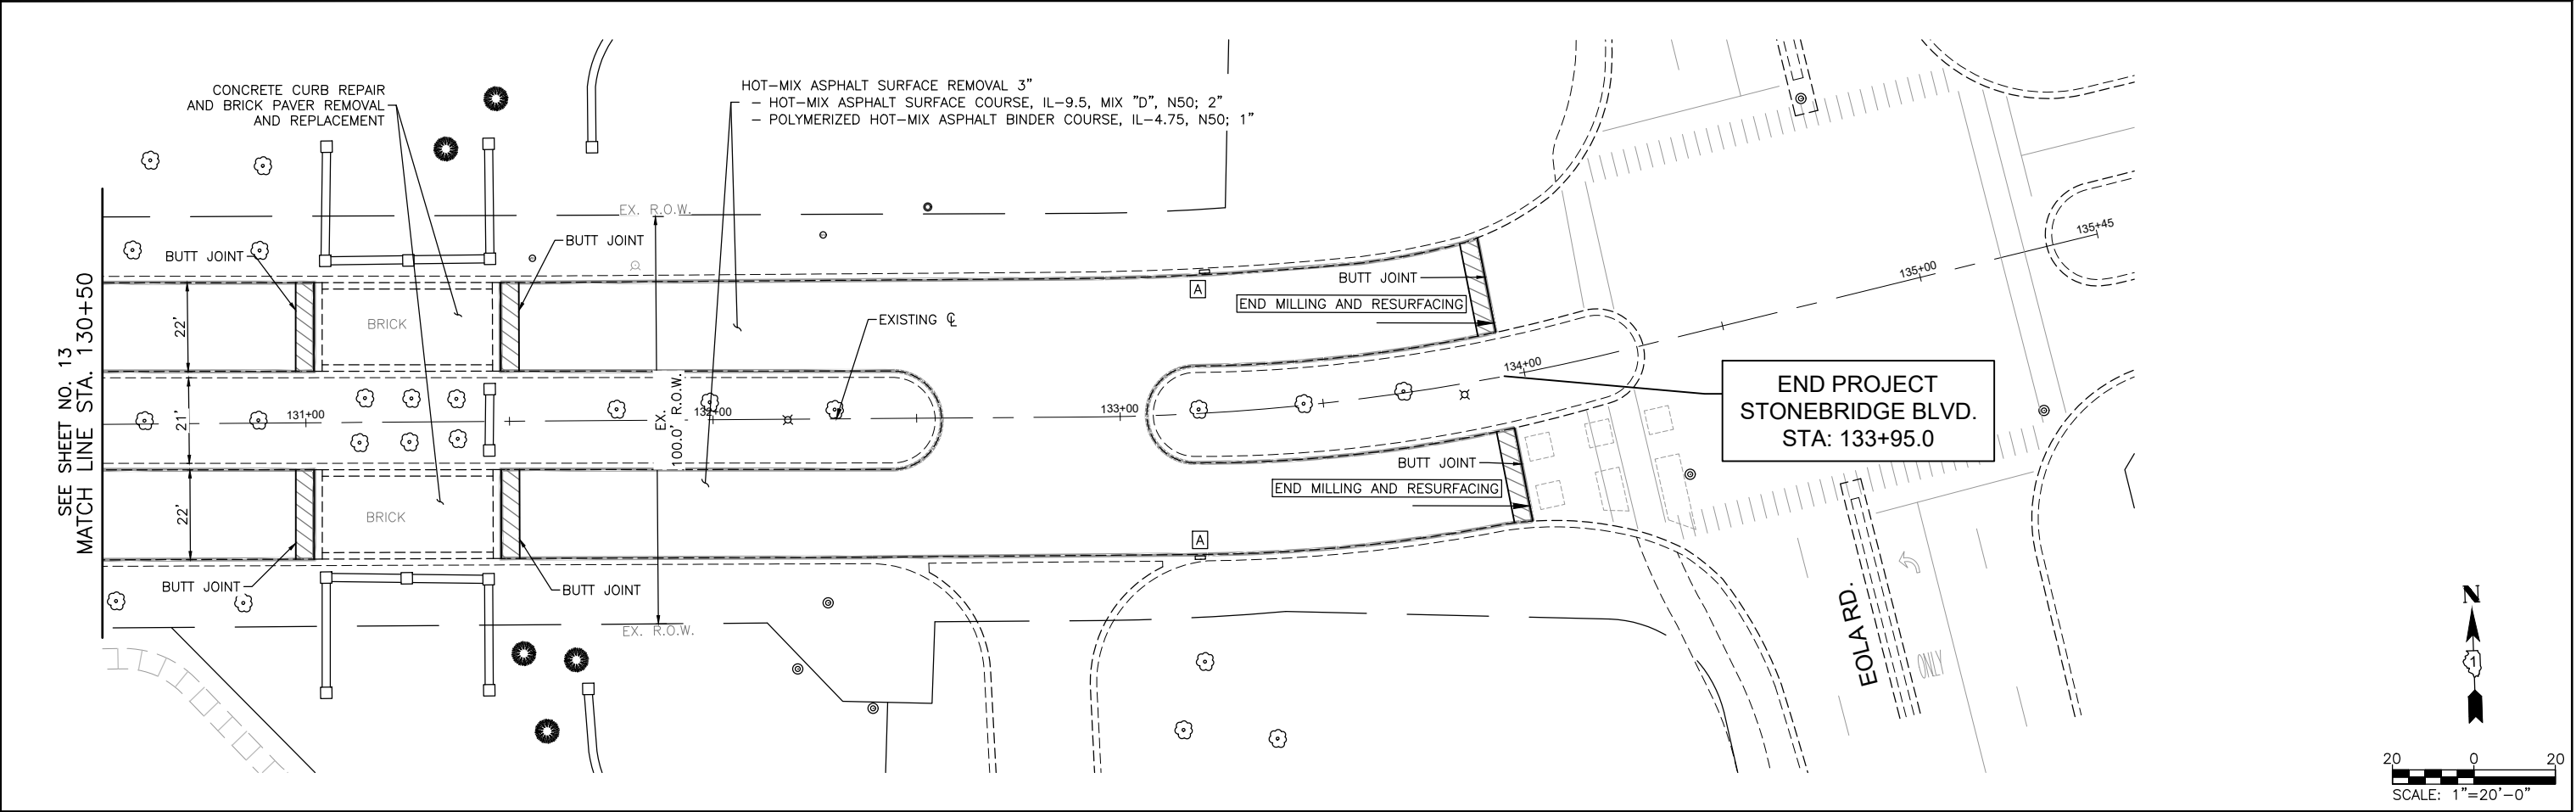 CONCRETE CURB REPAIR
AND BRICK PAVER REMOVAL
AND REPLACEMENT
HOT-MIX ASPHALT SURFACE REMOVAL 3"
- HOT-MIX ASPHALT SURFACE COURSE, IL-9.5, MIX "D", N50; 2"
- POLYMERIZED HOT-MIX ASPHALT BINDER COURSE, IL-4.75, N50; 1"
EX. R.O.W.
BUTT JOINT
BUTT JOINT
135+45
135+00
BUTT JOINT
A
END MILLING AND RESURFACING
SEE SHEET NO. 13
MATCH LINE STA. 130+50
22'
BRICK
EXISTING ℄
134+00
END PROJECT
STONEBRIDGE BLVD.
STA: 133+95.0
21'
131+00
EX.
100.0' R.O.W.
132+00
133+00
BUTT JOINT
END MILLING AND RESURFACING
22'
BRICK
A
BUTT JOINT
BUTT JOINT
EX. R.O.W.
EOLA RD.
ONLY
N
1
20 0 20
SCALE: 1"=20'-0"